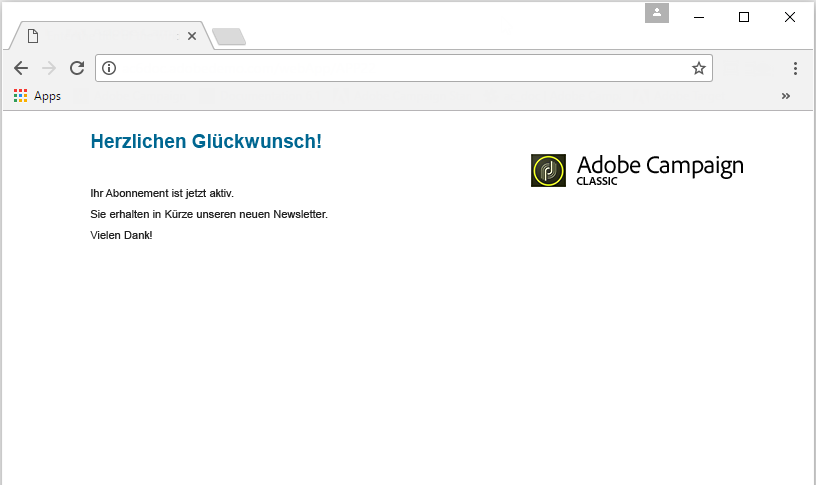 Apps
»
Herzlichen Glückwunsch!
Adobe Campaign
CLASSIC
Ihr Abonnement ist jetzt aktiv.
Sie erhalten in Kürze unseren neuen Newsletter.
Vielen Dank!